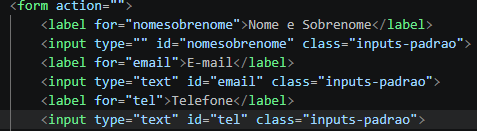 <form action="">
<label for="nomesobrenome">Nome e Sobrenome</label>
<input type="" id="nomesobrenome" class="inputs-padrao">
<label for="email">E-mail</label>
<input type="text" id="email" class="inputs-padrao">
<label for="tel">Telefone</label>
<input type="text" id="tel" class="inputs-padrao">